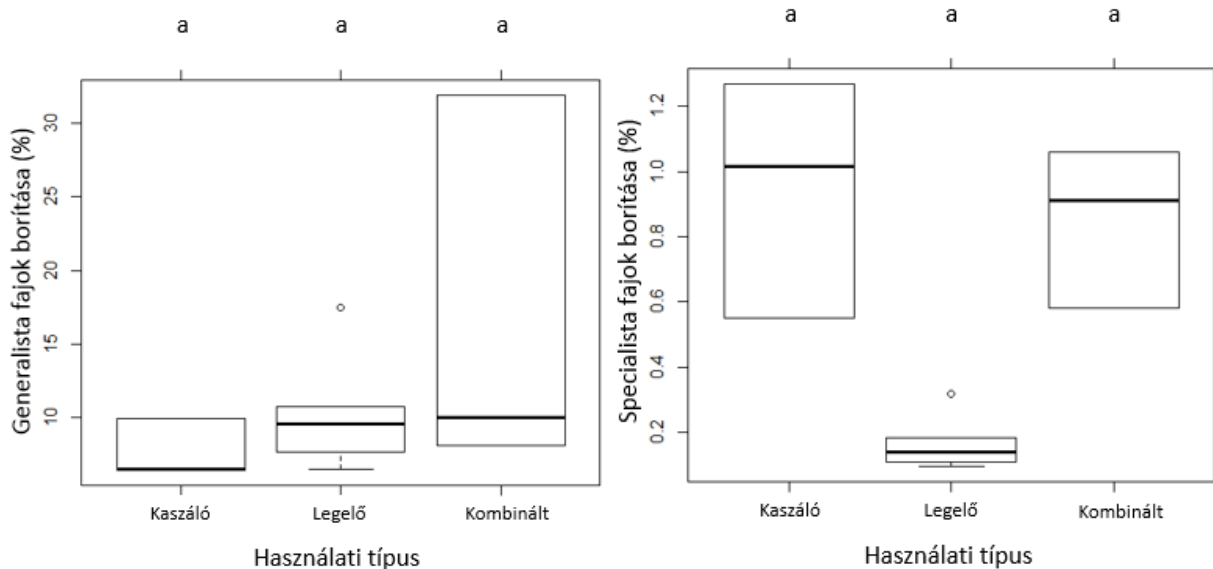 a a a
Generalista fajok borítása (%)
30
25
20
15
10
Kaszáló Legelő Kombinált
Használati típus
a a a
Specialista fajok borítása (%)
1.2
1.0
0.8
0.6
0.4
0.2
Kaszáló Legelő Kombinált
Használati típus